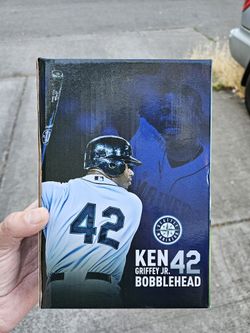 42
KEN 42
GRIFFEY JR.
BOBBLEHEAD